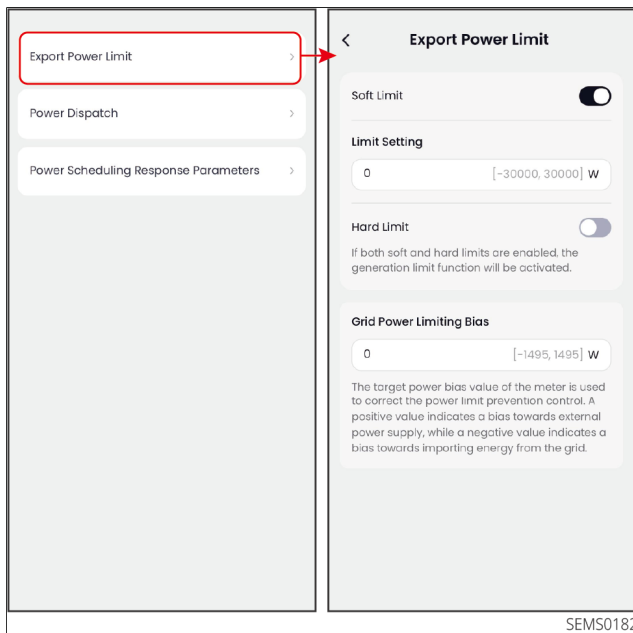 Export Power Limit
Power Dispatch
Power Scheduling Response Parameters
Export Power Limit
Soft Limit
Limit Setting
0 [-30000, 30000] W
Hard Limit
If both soft and hard limits are enabled, the
generation limit function will be activated.
Grid Power Limiting Bias
0 [-1495, 1495] W
The target power bias value of the meter is used
to correct the power limit prevention control. A
positive value indicates a bias towards external
power supply, while a negative value indicates a
bias towards importing energy from the grid.
SEMS0182